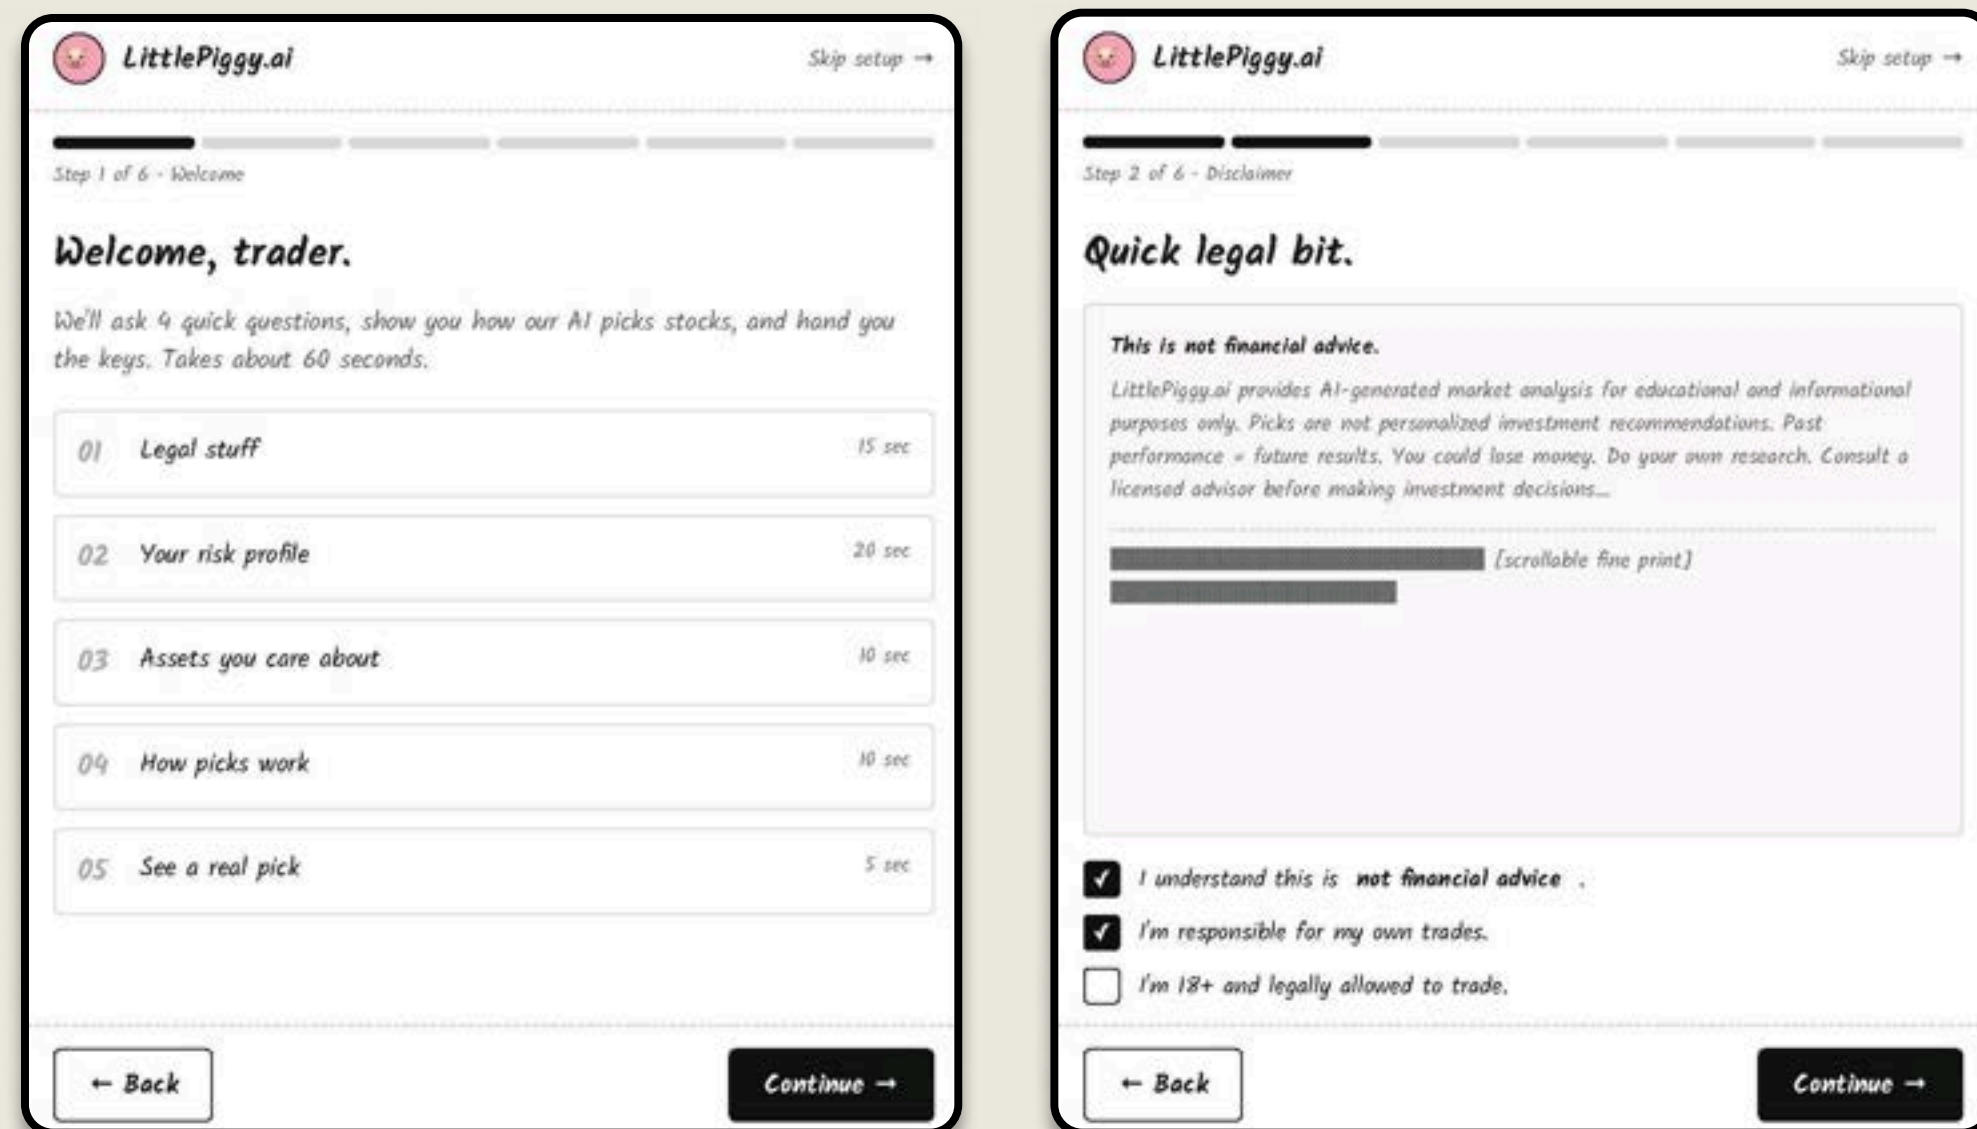 LittlePiggy.ai
Skip setup →
Step 1 of 6 - Welcome
Welcome, trader.
We'll ask 4 quick questions, show you how our AI picks stocks, and hand you
the keys. Takes about 60 seconds.
01 Legal stuff 15 sec
02 Your risk profile 20 sec
03 Assets you care about 10 sec
04 How picks work 10 sec
05 See a real pick 5 sec
← Back
Continue →
LittlePiggy.ai
Skip setup →
Step 2 of 6 - Disclaimer
Quick legal bit.
This is not financial advice.
LittlePiggy.ai provides AI-generated market analysis for educational and informational
purposes only. Picks are not personalized investment recommendations. Past
performance = future results. You could lose money. Do your own research. Consult a
licensed advisor before making investment decisions...
[scrollable fine print]
I understand this is not financial advice .
I'm responsible for my own trades.
I'm 18+ and legally allowed to trade.
← Back
Continue →